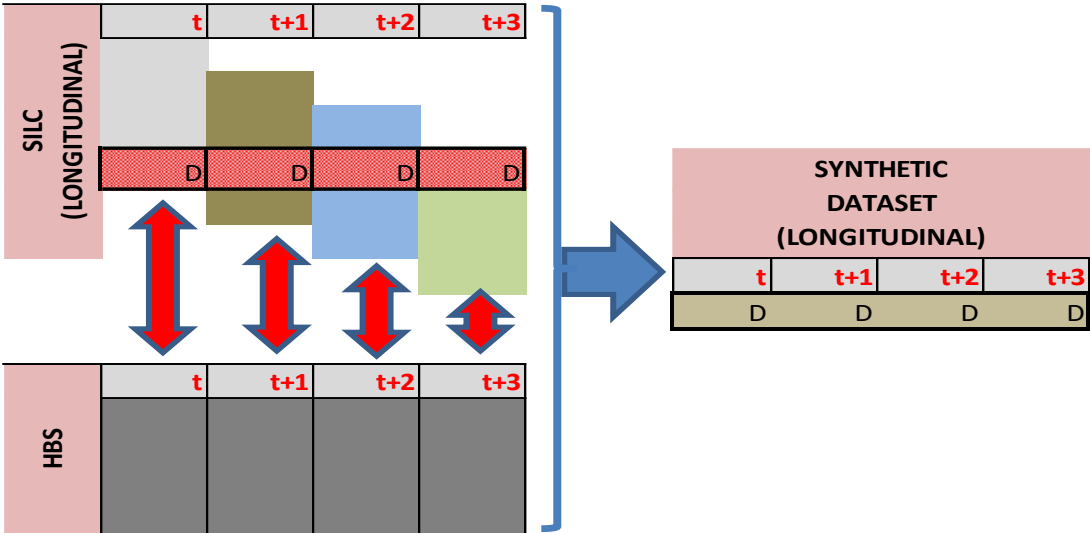 t t+1 t+2 t+3
SILC
(LONGITUDINAL)
D D D D
t t+1 t+2 t+3
HBS
SYNTHETIC
DATASET
(LONGITUDINAL)
t t+1 t+2 t+3
D D D D